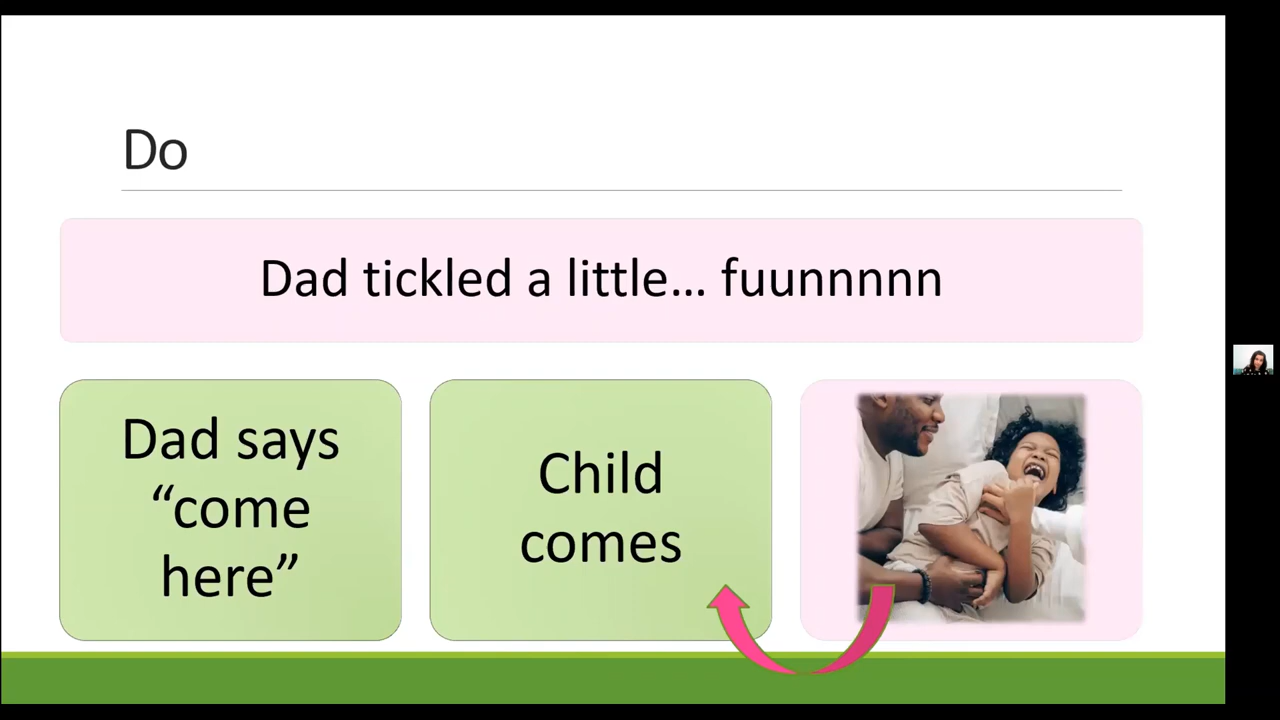 Do
Dad tickled a little... fuunnnnn
Dad says
“come
here”
Child
comes